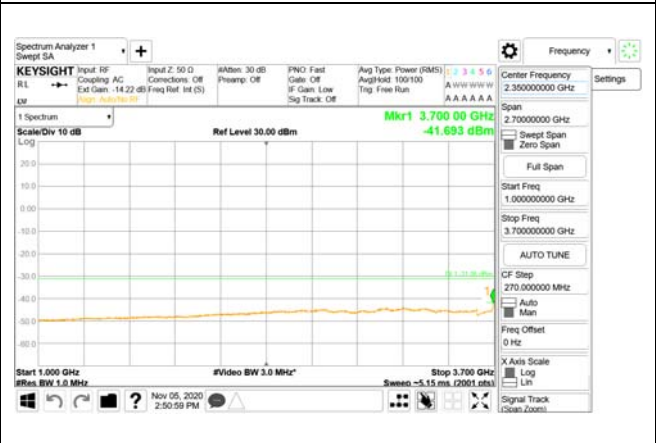 Spectrum Analyzer 1
Swept SA
+
Frequency
KEYSIGHT
RL
Input: RF
Coupling: AC
Ext Gain: -14.22 dB
Align: Auto/No RF
Input Z: 50 Ω
Corrections: Off
Freq Ref: Int (S)
#Atten: 30 dB
Preamp: Off
PNO: Fast
Gate: Off
IF Gain: Low
Sig Track: Off
Avg Type: Power (RMS)
Avg|Hold: 100/100
Trig: Free Run
1 2 3 4 5 6
A W W W W W
A A A A A A
Center Frequency
2.350000000 GHz
Settings
Span
2.70000000 GHz
Swept Span
Zero Span
Full Span
Start Freq
1.000000000 GHz
Stop Freq
3.700000000 GHz
AUTO TUNE
CF Step
270.000000 MHz
Auto
Man
Freq Offset
0 Hz
X Axis Scale
Log
Lin
Signal Track
(Span Zoom)
1 Spectrum
Scale/Div 10 dB
Log
Ref Level 30.00 dBm
Mkr1 3.700 00 GHz
-41.693 dBm
20.0
10.0
0.00
-10.0
-20.0
-30.0
-40.0
-50.0
-60.0
1
Start 1.000 GHz
#Res BW 1.0 MHz
#Video BW 3.0 MHz*
Stop 3.700 GHz
Sweep ~5.15 ms (2001 pts)
?
Nov 05, 2020
2:50:59 PM